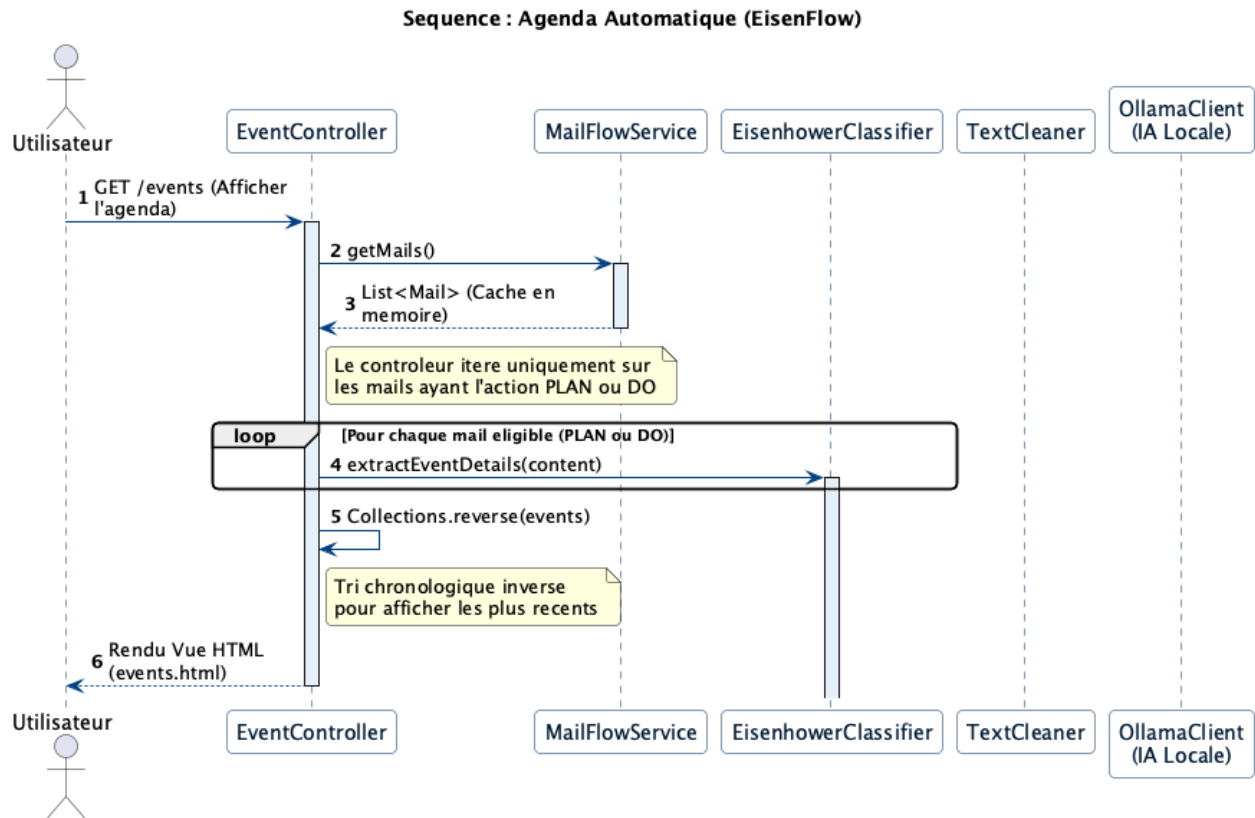 Sequence : Agenda Automatique (EisenFlow)
Utilisateur
EventController
MailFlowService
EisenhowerClassifier
TextCleaner
OllamaClient
(IA Locale)
1 GET /events (Afficher
l'agenda)
2 getMails()
3 List<Mail> (Cache en
memoire)
Le controleur itere uniquement sur
les mails ayant l'action PLAN ou DO
loop [Pour chaque mail eligible (PLAN ou DO)]
4 extractEventDetails(content)
5 Collections.reverse(events)
Tri chronologique inverse
pour afficher les plus recents
6 Rendu Vue HTML
(events.html)
Utilisateur
EventController
MailFlowService
EisenhowerClassifier
TextCleaner
OllamaClient
(IA Locale)